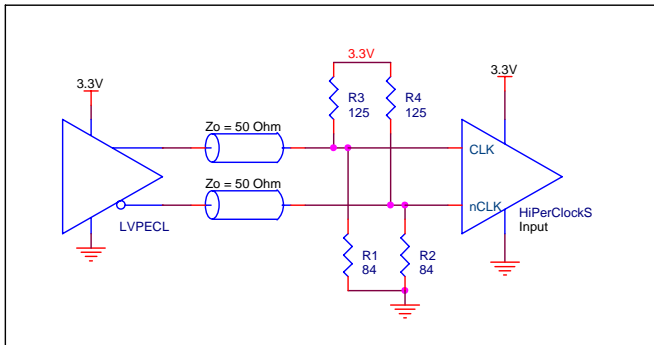 3.3V
3.3V
3.3V
R3
125
R4
125
Zo = 50 Ohm
CLK
Zo = 50 Ohm
nCLK
HiPerClockS
Input
LVPECL
R1
84
R2
84